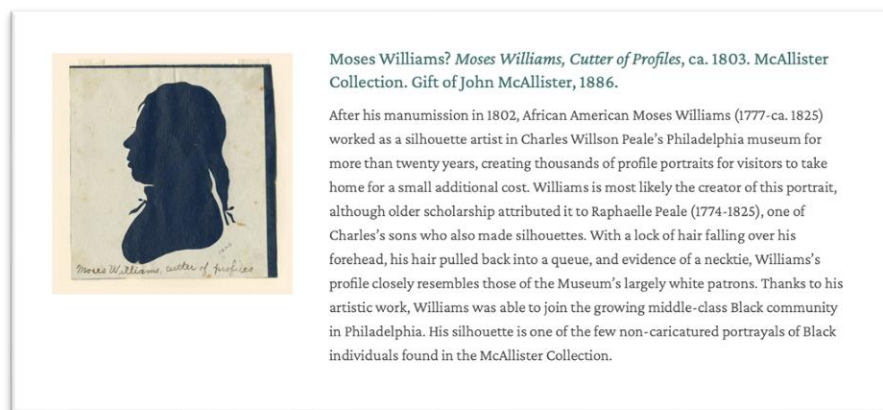 Moses Williams, cutter of profiles
Moses Williams? Moses Williams, Cutter of Profiles, ca. 1803. McAllister
Collection. Gift of John McAllister, 1886.
After his manumission in 1802, African American Moses Williams (1777-ca. 1825)
worked as a silhouette artist in Charles Willson Peale's Philadelphia museum for
more than twenty years, creating thousands of profile portraits for visitors to take
home for a small additional cost. Williams is most likely the creator of this portrait,
although older scholarship attributed it to Raphaelle Peale (1774-1825), one of
Charles's sons who also made silhouettes. With a lock of hair falling over his
forehead, his hair pulled back into a queue, and evidence of a necktie, Williams's
profile closely resembles those of the Museum's largely white patrons. Thanks to his
artistic work, Williams was able to join the growing middle-class Black community
in Philadelphia. His silhouette is one of the few non-caricatured portrayals of Black
individuals found in the McAllister Collection.